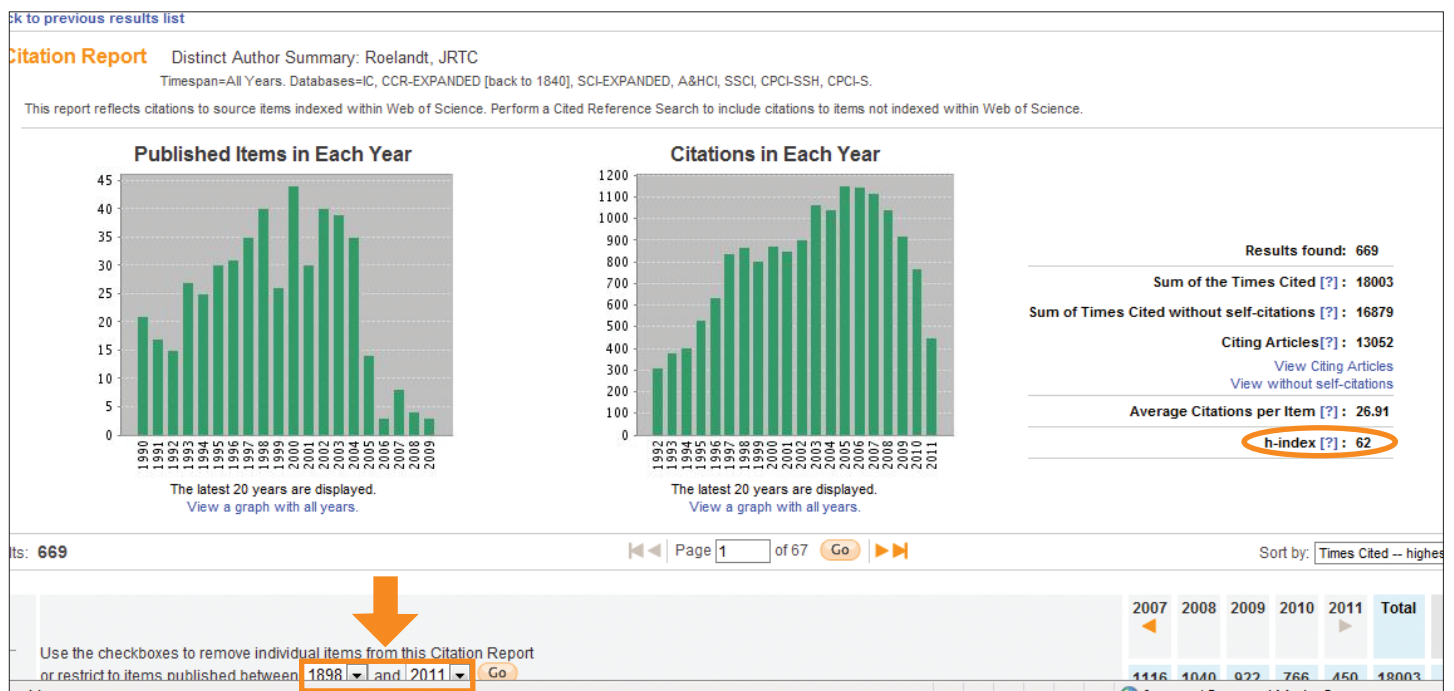 ck to previous results list
Citation Report Distinct Author Summary: Roelandt, JRTC
Timespan=All Years. Databases=IC, CCR-EXPANDED [back to 1840], SCI-EXPANDED, A&HCI, SSCI, CPCI-SSH, CPCI-S.
This report reflects citations to source items indexed within Web of Science. Perform a Cited Reference Search to include citations to items not indexed within Web of Science.
Published Items in Each Year
45
40
35
30
25
20
15
10
5
0
1990 1991 1992 1993 1994 1995 1996 1997 1998 1999 2000 2001 2002 2003 2004 2005 2006 2007 2008 2009
The latest 20 years are displayed.
View a graph with all years.
Citations in Each Year
1200
1100
1000
900
800
700
600
500
400
300
200
100
0
1992 1993 1994 1995 1996 1997 1998 1999 2000 2001 2002 2003 2004 2005 2006 2007 2008 2009 2010 2011
The latest 20 years are displayed.
View a graph with all years.
Results found: 669
Sum of the Times Cited [?] : 18003
Sum of Times Cited without self-citations [?] : 16879
Citing Articles[?] : 13052
View Citing Articles
View without self-citations
Average Citations per Item [?] : 26.91
h-index [?] : 62
lts: 669
Page 1 of 67 Go
Sort by: Times Cited -- highes
2007 2008 2009 2010 2011 Total
Use the checkboxes to remove individual items from this Citation Report
or restrict to items published between 1898 and 2011 Go
1116 1040 922 766 450 18003